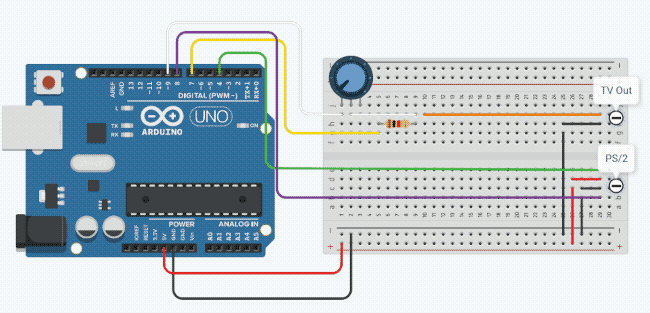 AREF
GND
13
12
~11
~10
~9
8
7
~6
~5
4
~3
2
TX→1
RX←0
DIGITAL (PWM ~)
L
TX
RX
UNO
ARDUINO
ON
TV Out
PS/2
POWER
ANALOG IN
IOREF
RESET
3.3V
5V
GND
GND
Vin
A0
A1
A2
A3
A4
A5